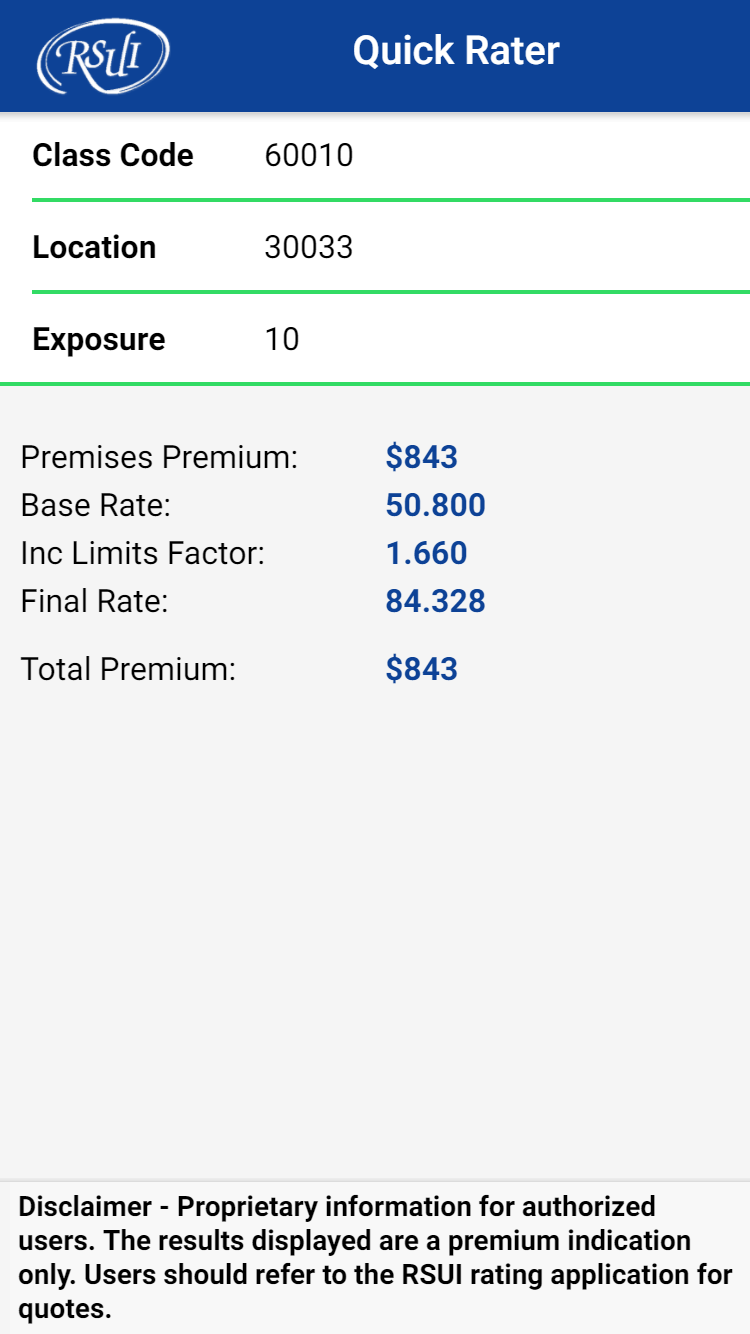 RSUI
Quick Rater
Class Code 60010
Location 30033
Exposure 10
Premises Premium: $843
Base Rate: 50.800
Inc Limits Factor: 1.660
Final Rate: 84.328
Total Premium: $843
Disclaimer - Proprietary information for authorized
users. The results displayed are a premium indication
only. Users should refer to the RSUI rating application for
quotes.